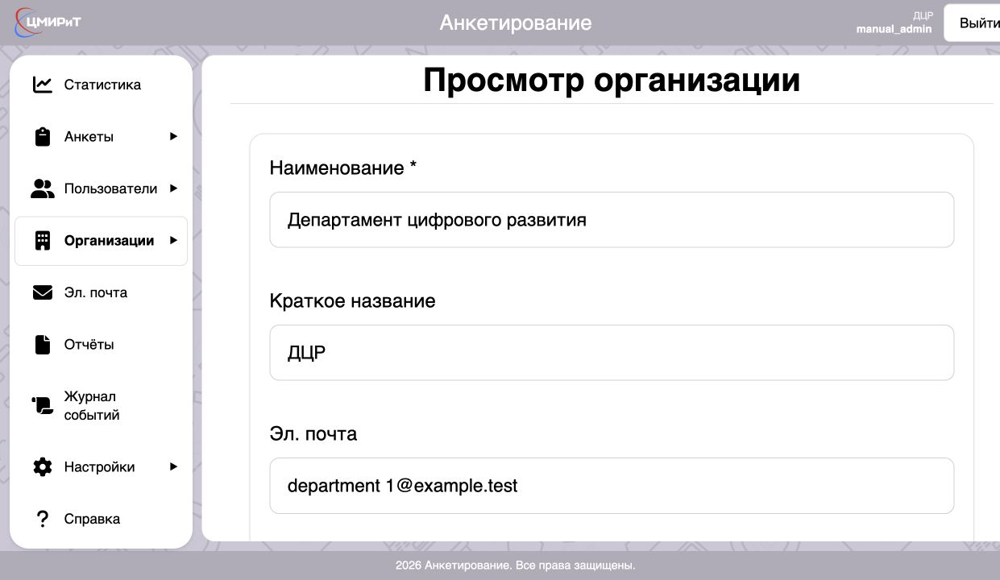 ЦМИРиТ
Анкетирование
ДЦР
manual_admin
Выйти
Статистика
Анкеты
Пользователи
Организации
Эл. почта
Отчёты
Журнал
событий
Настройки
Справка
Просмотр организации
Наименование *
Департамент цифрового развития
Краткое название
ДЦР
Эл. почта
department 1@example.test
2026 Анкетирование. Все права защищены.